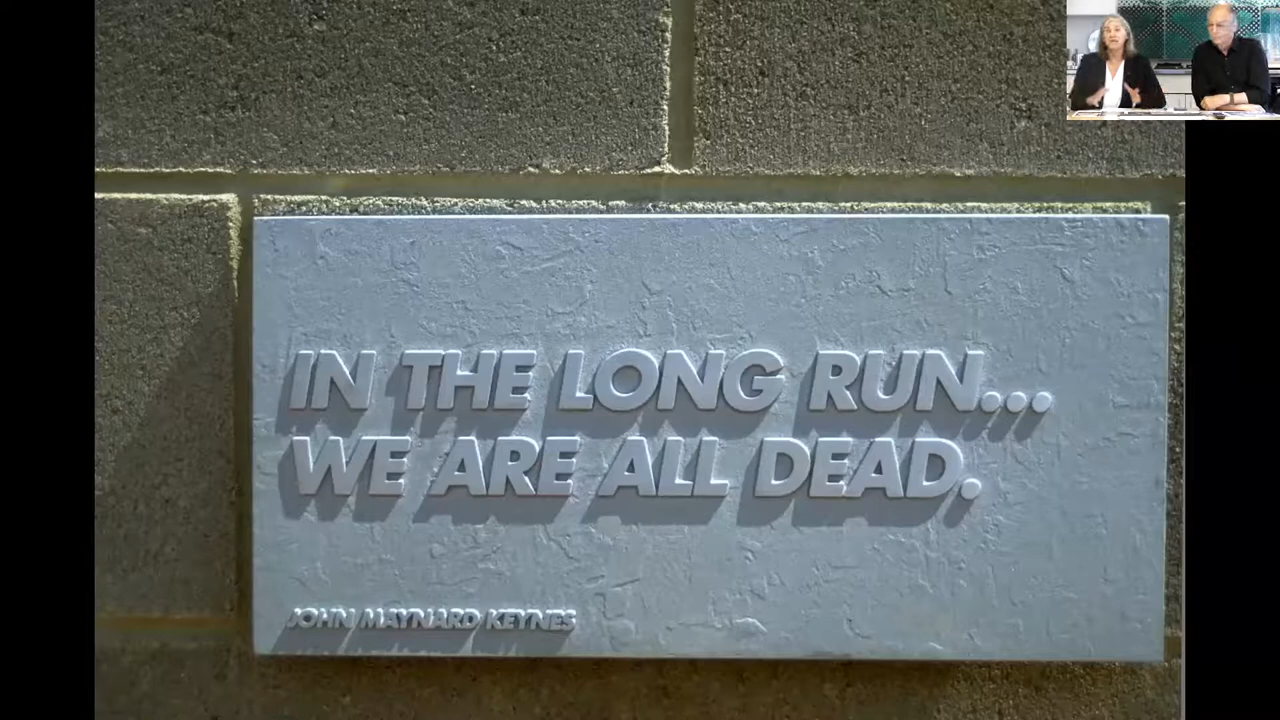 IN THE LONG RUN...
WE ARE ALL DEAD.
JOHN MAYNARD KEYNES